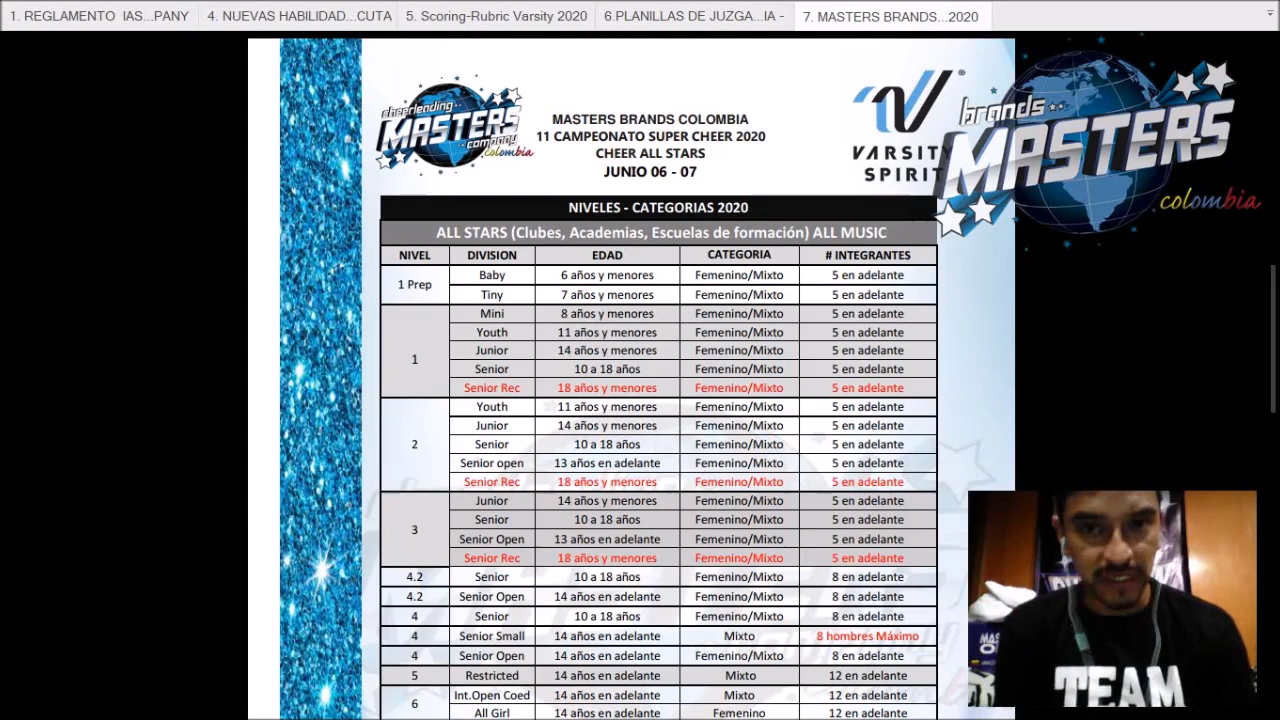 1. REGLAMENTO IAS...PANY 4. NUEVAS HABILIDAD...CUTA 5. Scoring-Rubric Varsity 2020 6.PLANILLAS DE JUZGA...IA - 7. MASTERS BRANDS...2020
cheerleading
MASTERS
company
colombia
MASTERS BRANDS COLOMBIA
11 CAMPEONATO SUPER CHEER 2020
CHEER ALL STARS
JUNIO 06 - 07
VARSITY
SPIRIT
brands
MASTERS
colombia
NIVELES - CATEGORIAS 2020
ALL STARS (Clubes, Academias, Escuelas de formación) ALL MUSIC
NIVEL DIVISION EDAD CATEGORIA # INTEGRANTES
1 Prep Baby 6 años y menores Femenino/Mixto 5 en adelante
Tiny 7 años y menores Femenino/Mixto 5 en adelante
1 Mini 8 años y menores Femenino/Mixto 5 en adelante
Youth 11 años y menores Femenino/Mixto 5 en adelante
Junior 14 años y menores Femenino/Mixto 5 en adelante
Senior 10 a 18 años Femenino/Mixto 5 en adelante
Senior Rec 18 años y menores Femenino/Mixto 5 en adelante
2 Youth 11 años y menores Femenino/Mixto 5 en adelante
Junior 14 años y menores Femenino/Mixto 5 en adelante
Senior 10 a 18 años Femenino/Mixto 5 en adelante
Senior open 13 años en adelante Femenino/Mixto 5 en adelante
Senior Rec 18 años y menores Femenino/Mixto 5 en adelante
3 Junior 14 años y menores Femenino/Mixto 5 en adelante
Senior 10 a 18 años Femenino/Mixto 5 en adelante
Senior Open 13 años en adelante Femenino/Mixto 5 en adelante
Senior Rec 18 años y menores Femenino/Mixto 5 en adelante
4.2 Senior 10 a 18 años Femenino/Mixto 8 en adelante
4.2 Senior Open 14 años en adelante Femenino/Mixto 8 en adelante
4 Senior 10 a 18 años Femenino/Mixto 8 en adelante
4 Senior Small 14 años en adelante Mixto 8 hombres Máximo
4 Senior Open 14 años en adelante Femenino/Mixto 8 en adelante
5 Restricted 14 años en adelante Mixto 12 en adelante
6 Int.Open Coed 14 años en adelante Mixto 12 en adelante
All Girl 14 años en adelante Femenino 12 en adelante
TEAM